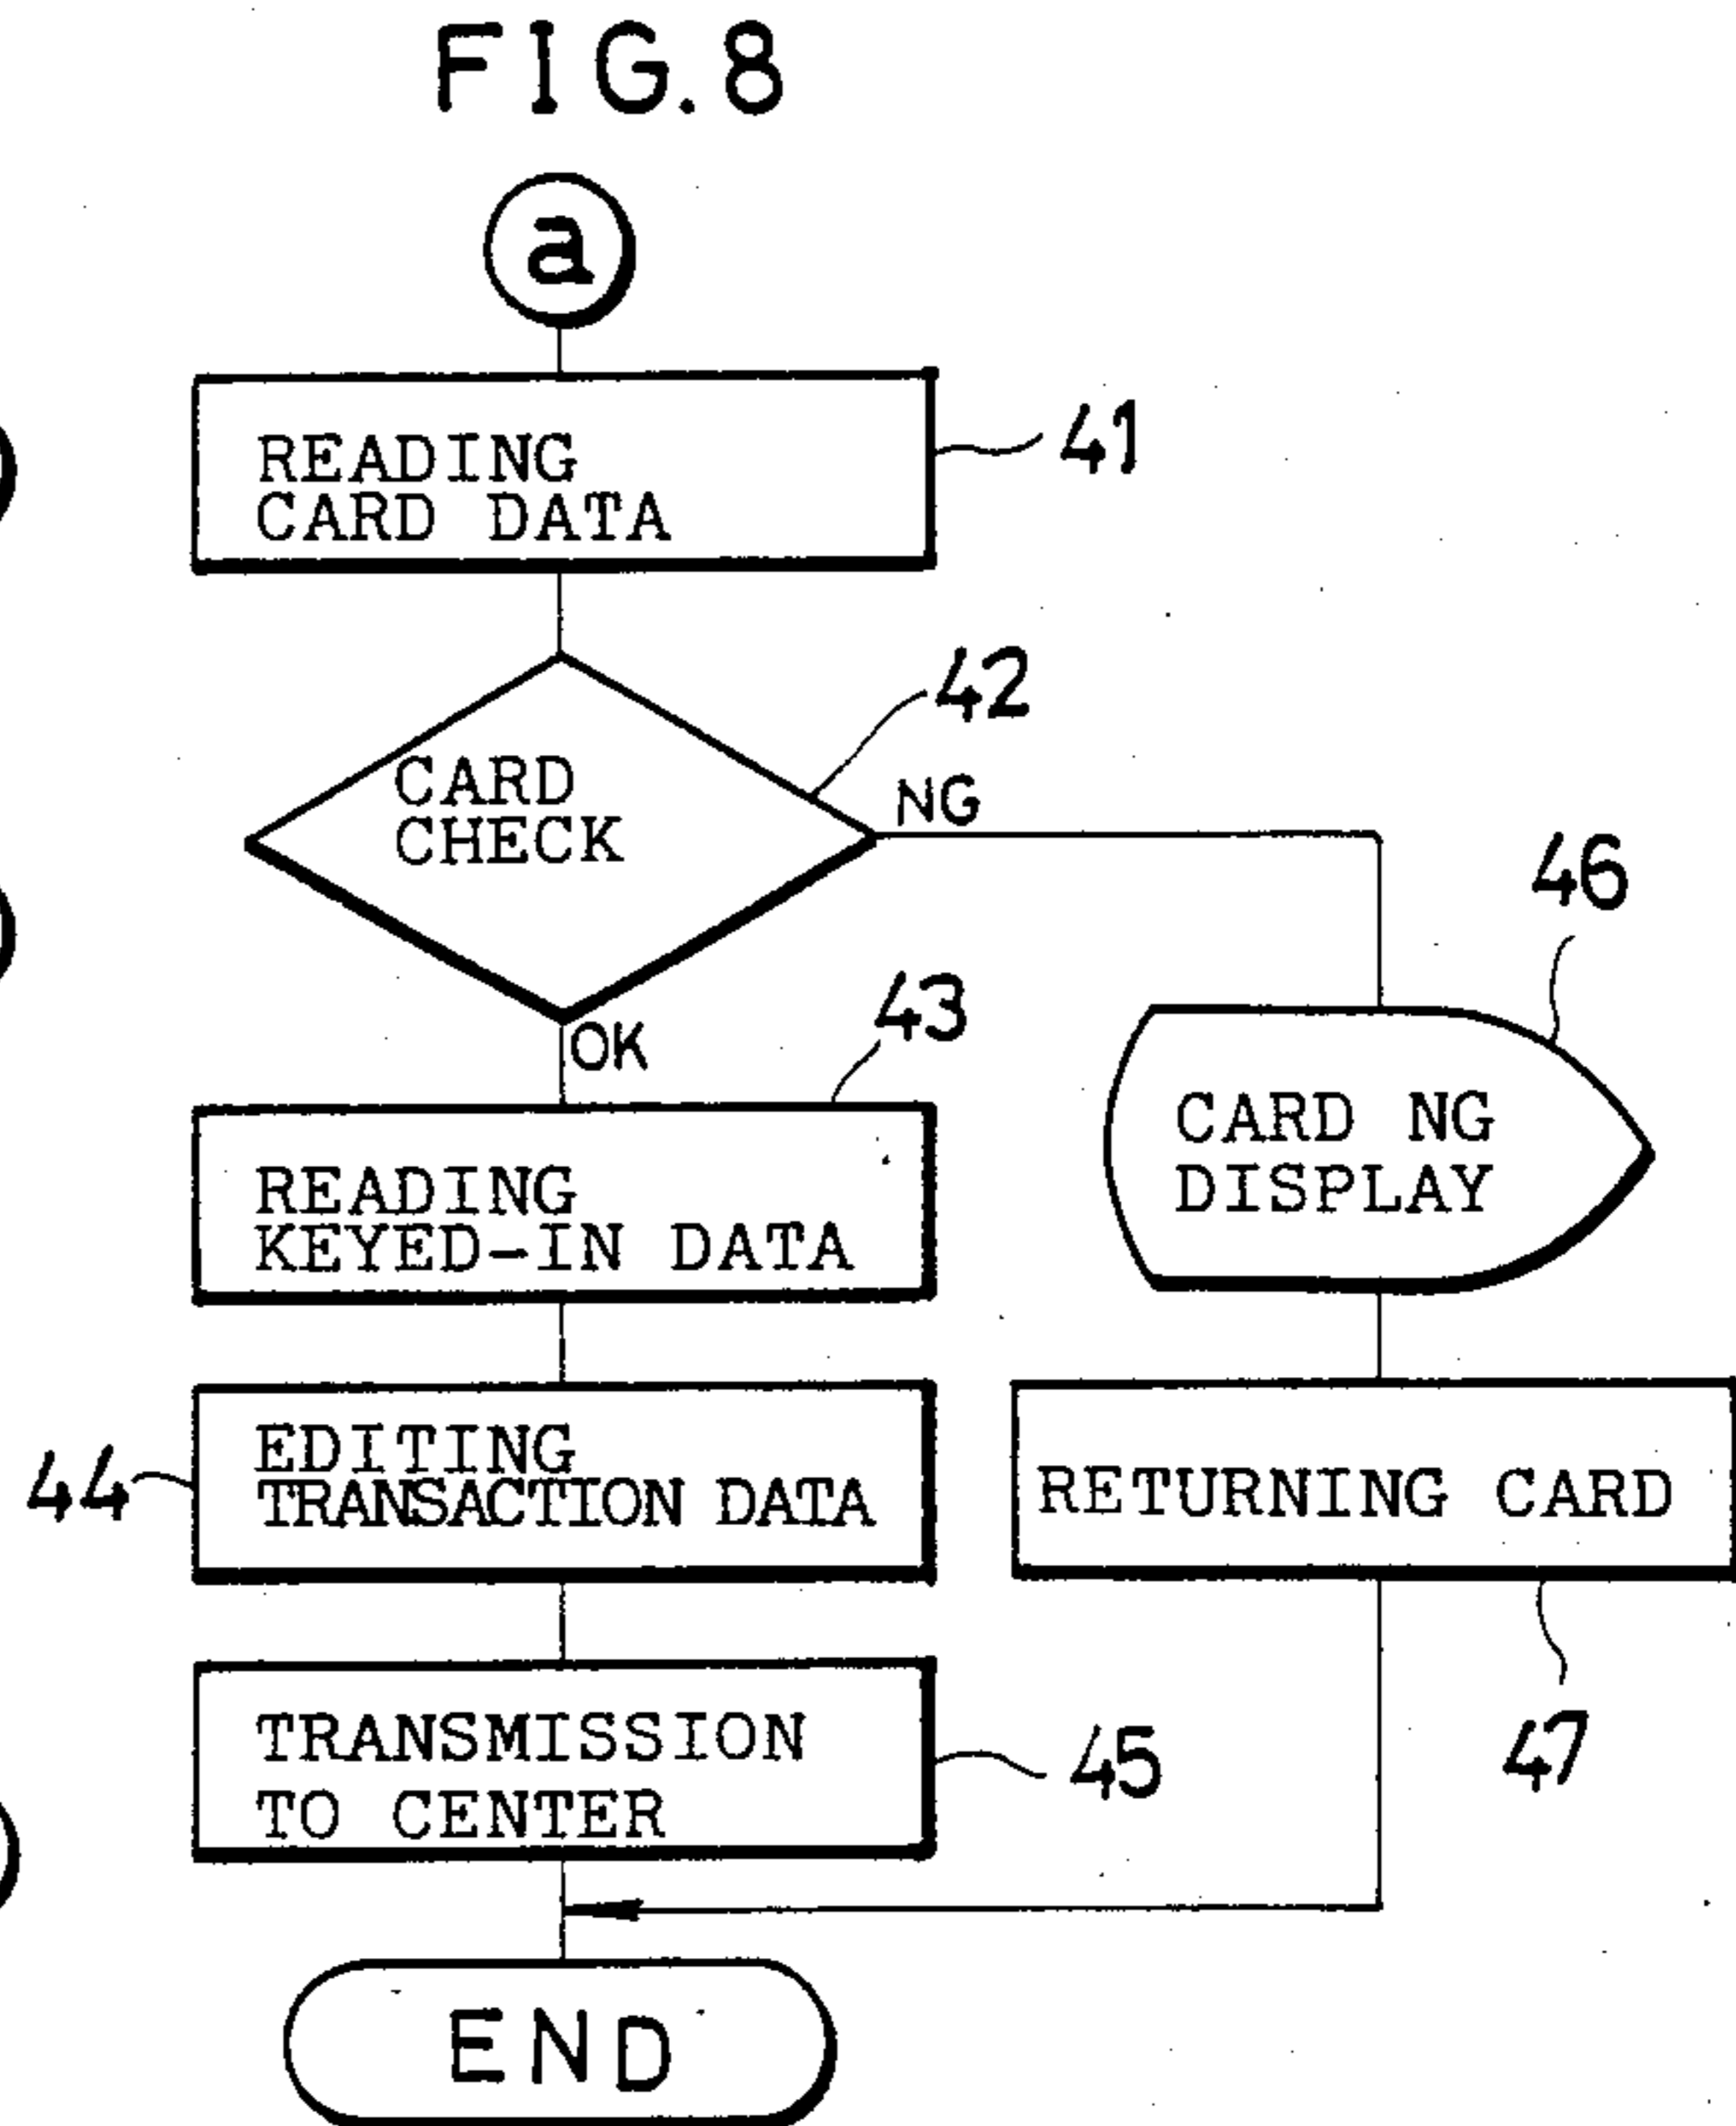 FIG.8
a
READING
CARD DATA
41
CARD
CHECK
42
NG
OK
43
READING
KEYED-IN DATA
46
CARD NG
DISPLAY
44
EDITING
TRANSACTION DATA
RETURNING CARD
47
TRANSMISSION
TO CENTER
45
END